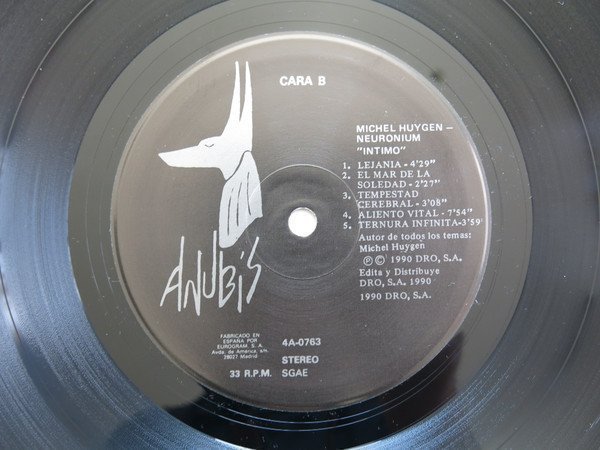 CARA B
MICHEL HUYGEN –
NEURONIUM
"INTIMO"
1. LEJANIA - 4'29"
2. EL MAR DE LA
SOLEDAD - 2'27"
3. TEMPESTAD
CEREBRAL - 3'08"
4. ALIENTO VITAL - 7'54"
5. TERNURA INFINITA-3'59"
Autor de todos los temas:
Michel Huygen
Ⓟ © 1990 DRO, S.A.
Edita y Distribuye
DRO, S.A. 1990
1990 DRO, S.A.
ANUBIS
FABRICADO EN
ESPAÑA POR
EUROGRAM, S. A.
Avda. de America, s/n.
28027 Madrid
4A-0763
STEREO
33 R.P.M. SGAE